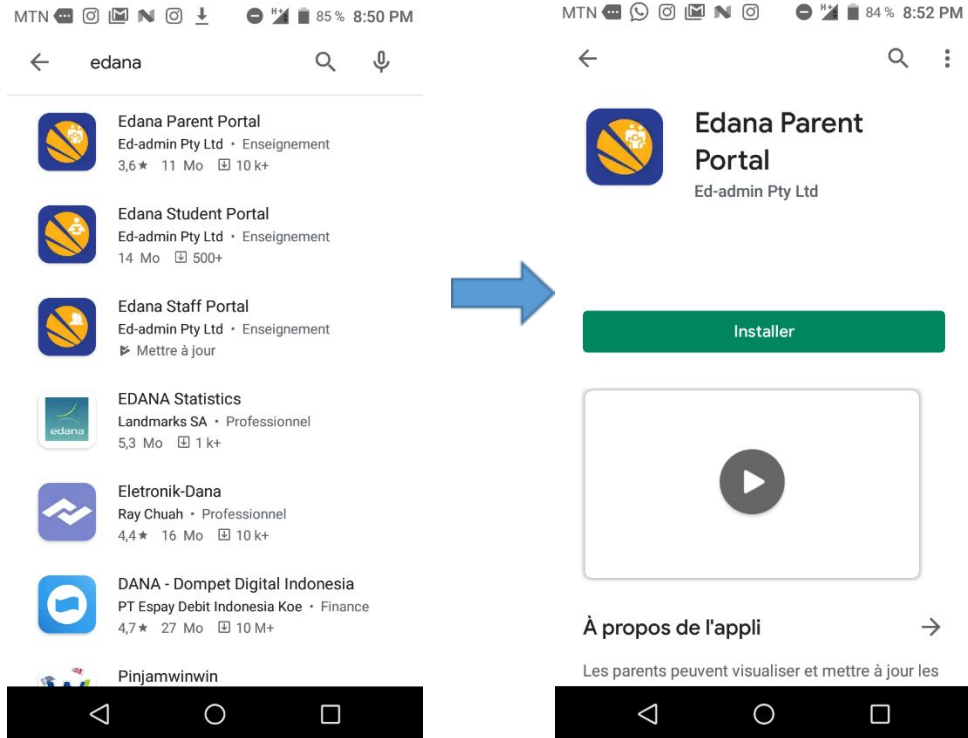 MTN 85 % 8:50 PM
edana
Edana Parent Portal
Ed-admin Pty Ltd • Enseignement
3,6★ 11 Mo 10 k+
Edana Student Portal
Ed-admin Pty Ltd • Enseignement
14 Mo 500+
Edana Staff Portal
Ed-admin Pty Ltd • Enseignement
Mettre à jour
edana
EDANA Statistics
Landmarks SA • Professionnel
5,3 Mo 1 k+
Eletronik-Dana
Ray Chuah • Professionnel
4,4★ 16 Mo 10 k+
DANA - Dompet Digital Indonesia
PT Espay Debit Indonesia Koe • Finance
4,7★ 27 Mo 10 M+
Pinjamwinwin
MTN H+ 84 % 8:52 PM
Edana Parent
Portal
Ed-admin Pty Ltd
Installer
À propos de l'appli
Les parents peuvent visualiser et mettre à jour les